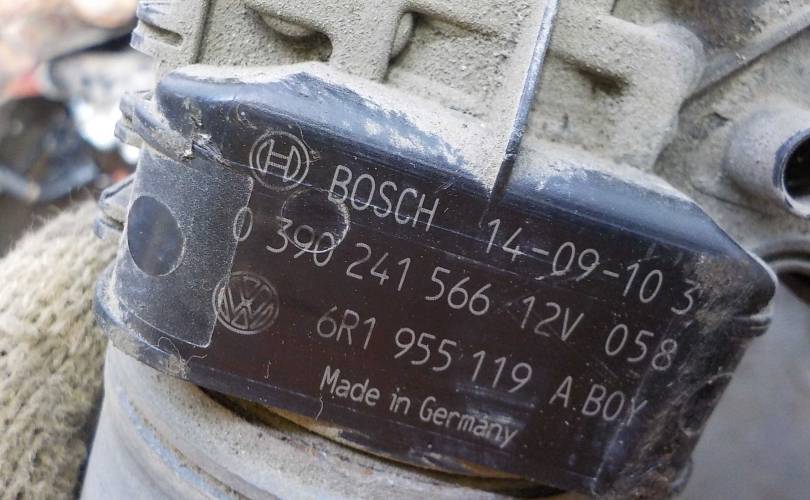 BOSCH 14-09-10 3
0 390 241 566 12V 058
6R1 955 119 A.BOY
Made in Germany